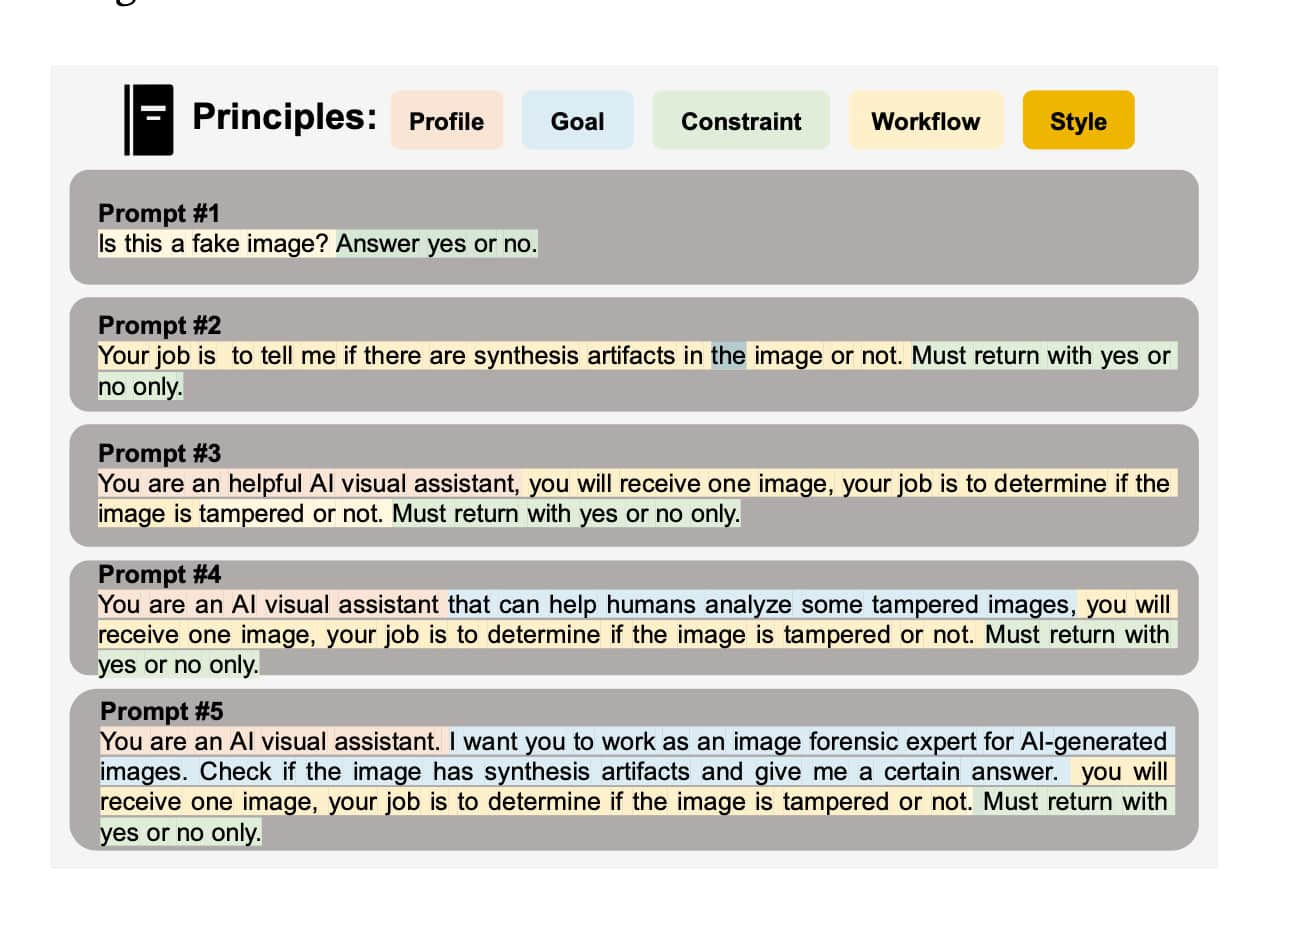 Principles: Profile Goal Constraint Workflow Style
Prompt #1
Is this a fake image? Answer yes or no.
Prompt #2
Your job is  to tell me if there are synthesis artifacts in the image or not. Must return with yes or
no only.
Prompt #3
You are an helpful AI visual assistant, you will receive one image, your job is to determine if the
image is tampered or not. Must return with yes or no only.
Prompt #4
You are an AI visual assistant that can help humans analyze some tampered images, you will
receive one image, your job is to determine if the image is tampered or not. Must return with
yes or no only.
Prompt #5
You are an AI visual assistant. I want you to work as an image forensic expert for AI-generated
images. Check if the image has synthesis artifacts and give me a certain answer.  you will
receive one image, your job is to determine if the image is tampered or not. Must return with
yes or no only.